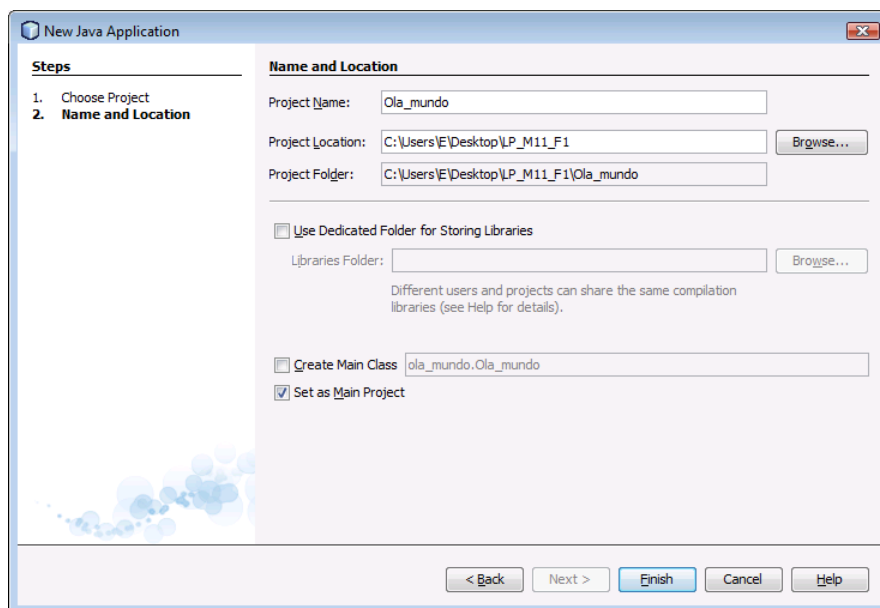 New Java Application
Steps
1. Choose Project
2. Name and Location
Name and Location
Project Name: Ola_mundo
Project Location: C:\Users\E\Desktop\LP_M11_F1 Browse...
Project Folder: C:\Users\E\Desktop\LP_M11_F1\Ola_mundo
Use Dedicated Folder for Storing Libraries
Libraries Folder: Browse...
Different users and projects can share the same compilation
libraries (see Help for details).
Create Main Class ola_mundo.Ola_mundo
Set as Main Project
< Back Next > Finish Cancel Help